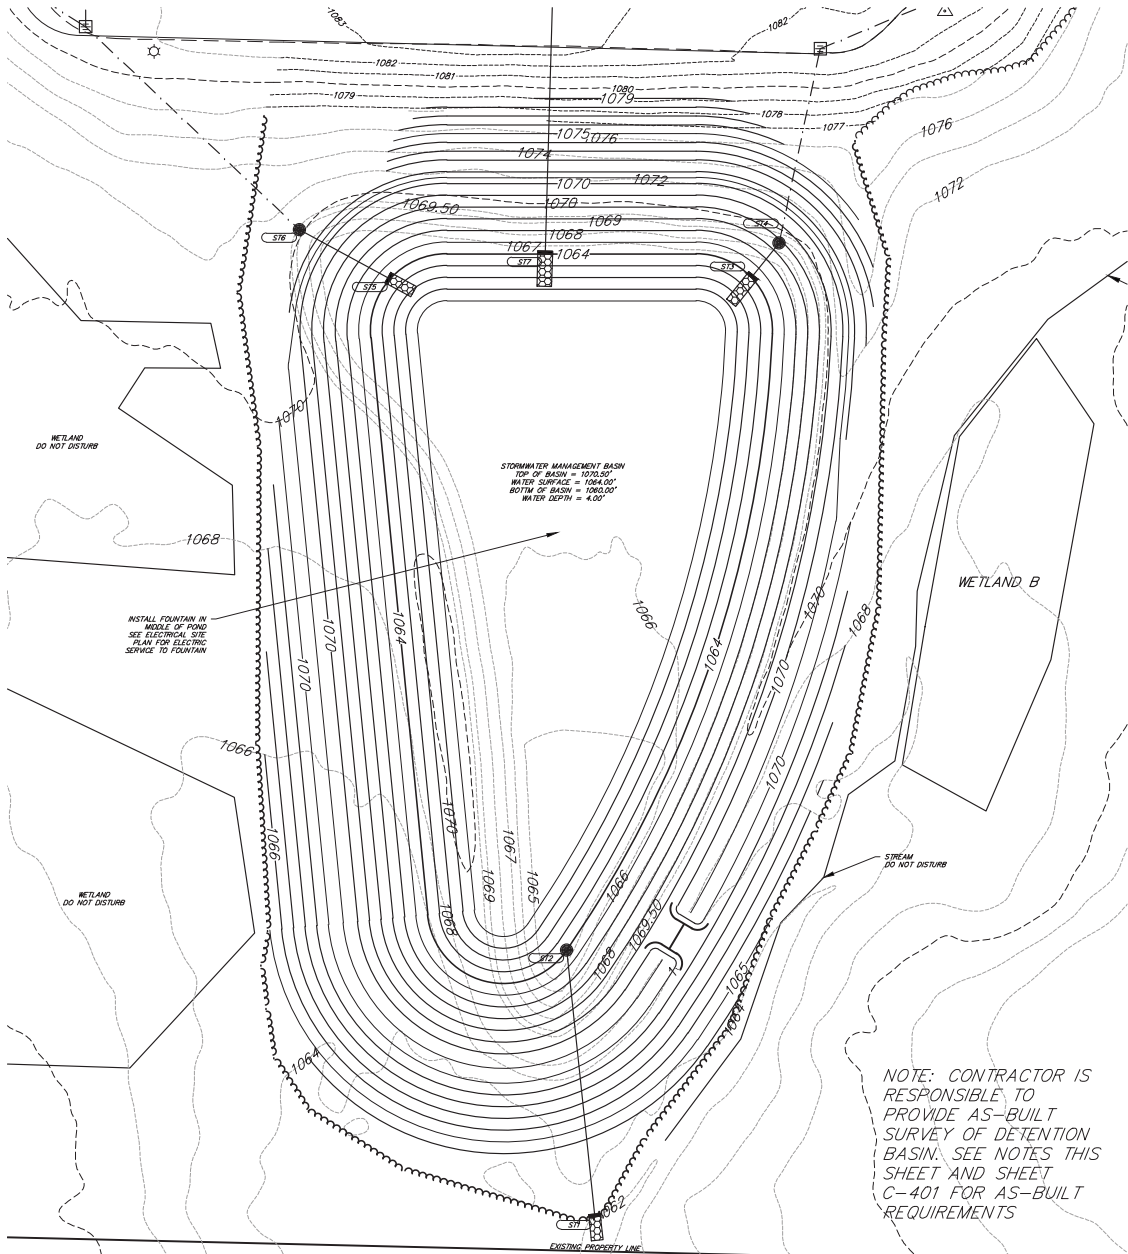 1083
1082
1082
1081
1080
1079
1079
1078
1077
1076
1075
1076
1074
1072
1070
1072
1070
1069.50
1069
1068
1067
1064
ST6
ST4
ST7
ST3
ST5
1070
WETLAND
DO NOT DISTURB
STORMWATER MANAGEMENT BASIN
TOP OF BASIN = 1070.50'
WATER SURFACE = 1064.00'
BOTTM OF BASIN = 1060.00'
WATER DEPTH = 4.00'
1068
WETLAND B
INSTALL FOUNTAIN IN
MIDDLE OF POND
SEE ELECTRICAL SITE
PLAN FOR ELECTRIC
SERVICE TO FOUNTAIN
1070
1070
1064
1066
1064
1070
1070
1068
1066
1070
1070
1066
1067
1069
1065
1066
1068
STREAM
DO NOT DISTURB
WETLAND
DO NOT DISTURB
1069.50
1068
ST2
1065
1064
1064
NOTE: CONTRACTOR IS
RESPONSIBLE TO
PROVIDE AS-BUILT
SURVEY OF DETENTION
BASIN. SEE NOTES THIS
SHEET AND SHEET
C-401 FOR AS-BUILT
REQUIREMENTS
1062
ST1
EXISTING PROPERTY LINE